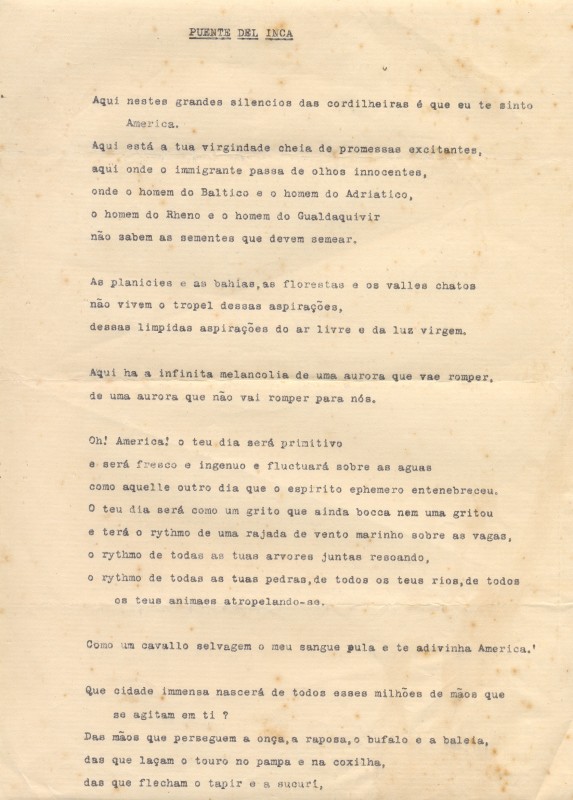 PUENTE DEL INCA
Aqui nestes grandes silencios das cordilheiras é que eu te sinto
America.
Aqui está a tua virgindade cheia de promessas excitantes,
aqui onde o immigrante passa de olhos innocentes,
onde o homem do Baltico e o homem do Adriatico,
o homem do Rheno e o homem do Gualdaquivir
não sabem as sementes que devem semear.
As planicies e as bahias,as florestas e os valles chatos
não vivem o tropel dessas aspirações,
dessas limpidas aspirações do ar livre e da luz virgem.
Aqui ha a infinita melancolia de uma aurora que vae romper,
de uma aurora que não vai romper para nós.
Oh! America! o teu dia será primitivo
e será fresco e ingenuo e fluctuará sobre as aguas
como aquelle outro dia que o espirito ephemero entenebreceu.
O teu dia será como um grito que ainda bocca nem uma gritou
e terá o rythmo de uma rajada de vento marinho sobre as vagas,
o rythmo de todas as tuas arvores juntas resoando,
o rythmo de todas as tuas pedras,de todos os teus rios,de todos
os teus animaes atropelando-se.
Como um cavallo selvagem o meu sangue pula e te adivinha America.'
Que cidade immensa nascerá de todos esses milhões de mãos que
se agitam em ti ?
Das mãos que perseguem a onça,a raposa,o bufalo e a baleia,
das que laçam o touro no pampa e na coxilha,
das que flecham o tapir e a sucurí,